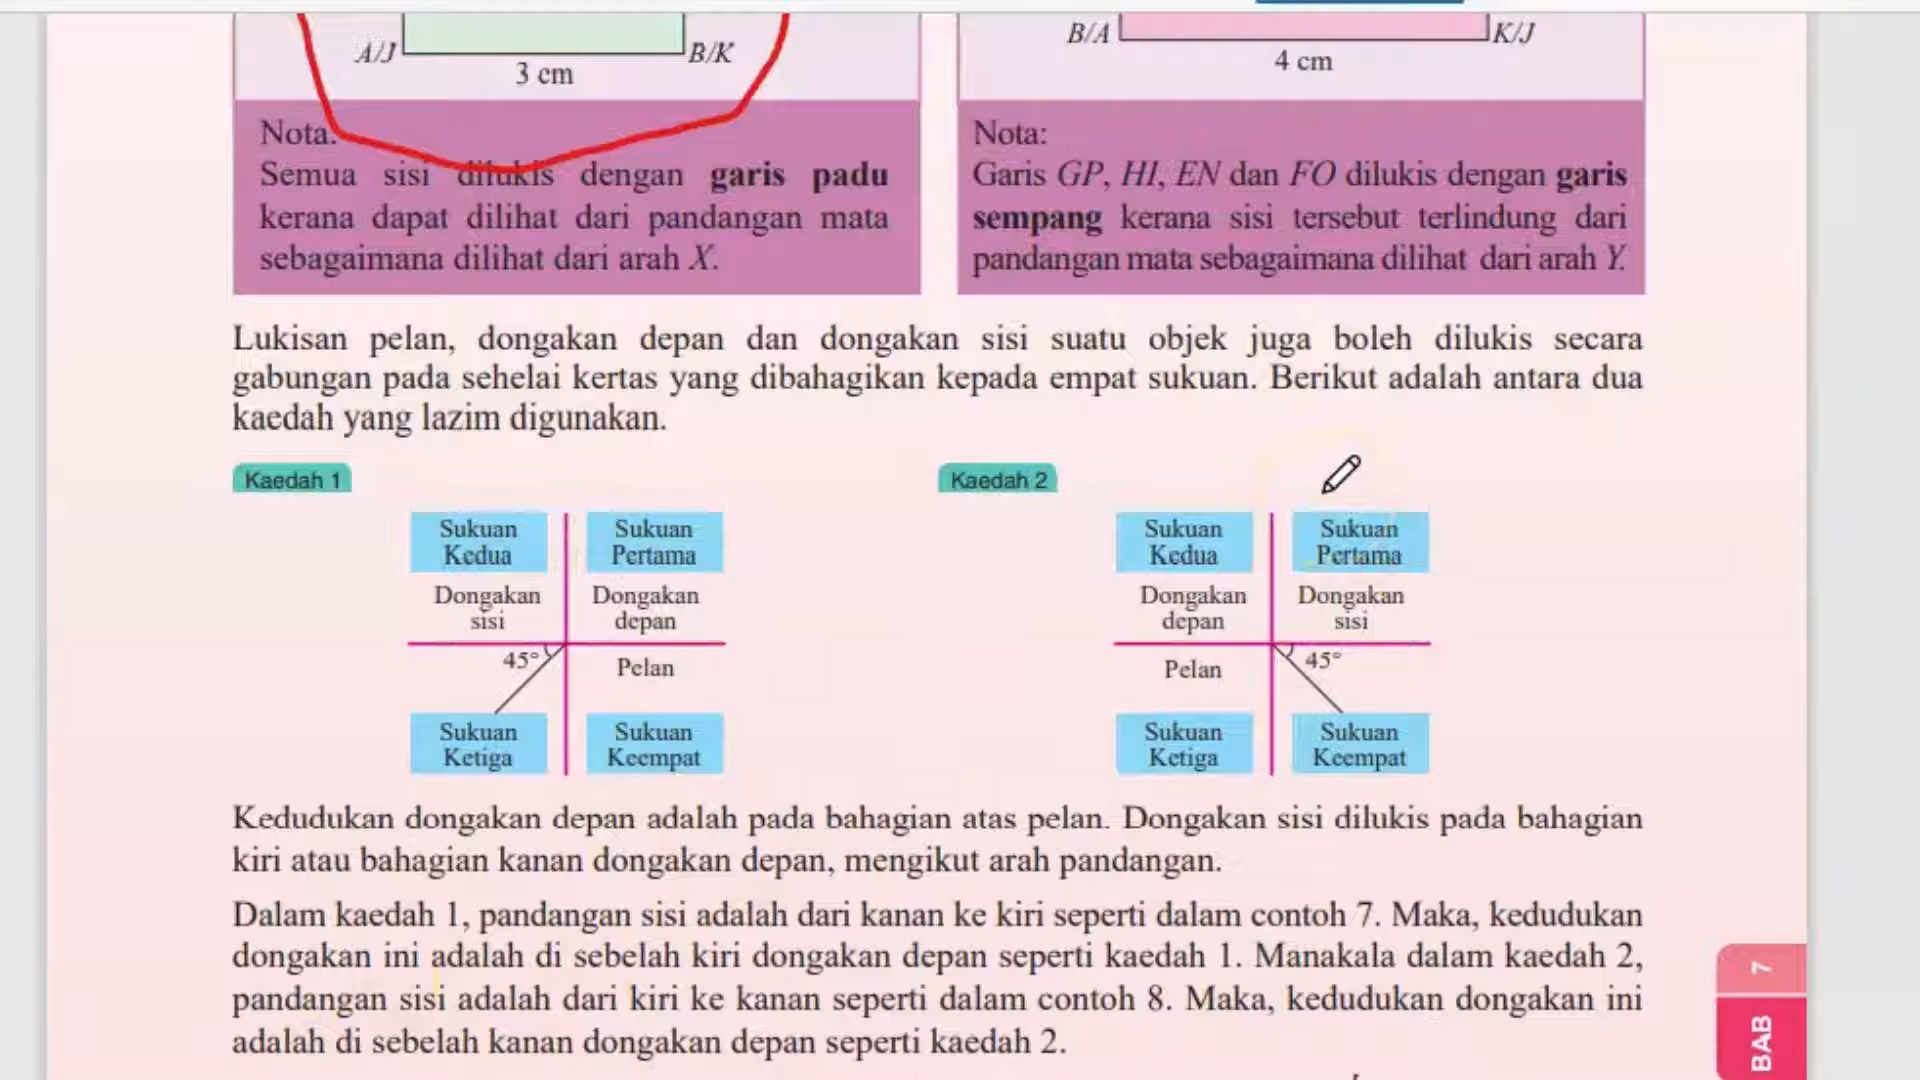 A/J
B/K
3 cm
Nota:
Semua sisi dilukis dengan garis padu
kerana dapat dilihat dari pandangan mata
sebagaimana dilihat dari arah X.
B/A
K/J
4 cm
Nota:
Garis GP, HI, EN dan FO dilukis dengan garis
sempang kerana sisi tersebut terlindung dari
pandangan mata sebagaimana dilihat dari arah Y.
Lukisan pelan, dongakan depan dan dongakan sisi suatu objek juga boleh dilukis secara
gabungan pada sehelai kertas yang dibahagikan kepada empat sukuan. Berikut adalah antara dua
kaedah yang lazim digunakan.
Kaedah 1
Sukuan
Kedua
Sukuan
Pertama
Dongakan
sisi
Dongakan
depan
45°
Pelan
Sukuan
Ketiga
Sukuan
Keempat
Kaedah 2
Sukuan
Kedua
Sukuan
Pertama
Dongakan
depan
Dongakan
sisi
Pelan
45°
Sukuan
Ketiga
Sukuan
Keempat
Kedudukan dongakan depan adalah pada bahagian atas pelan. Dongakan sisi dilukis pada bahagian
kiri atau bahagian kanan dongakan depan, mengikut arah pandangan.
Dalam kaedah 1, pandangan sisi adalah dari kanan ke kiri seperti dalam contoh 7. Maka, kedudukan
dongakan ini adalah di sebelah kiri dongakan depan seperti kaedah 1. Manakala dalam kaedah 2,
pandangan sisi adalah dari kiri ke kanan seperti dalam contoh 8. Maka, kedudukan dongakan ini
adalah di sebelah kanan dongakan depan seperti kaedah 2.
BAB 7